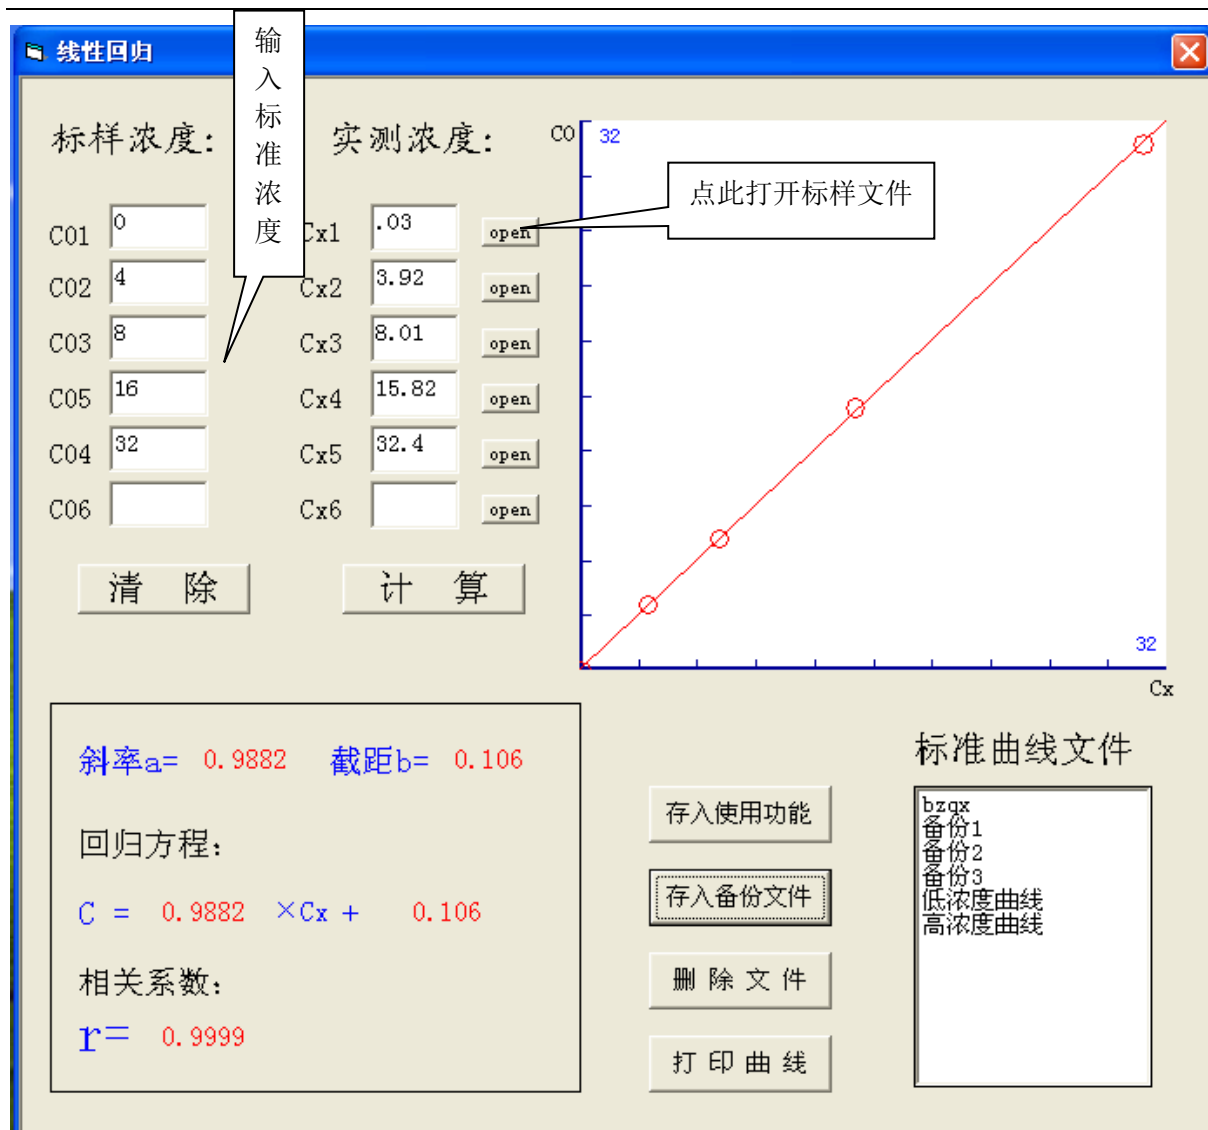 线性回归
输
入
标
准
浓
度
标样浓度:
实测浓度:
C01 0
C02 4
C03 8
C05 16
C04 32
C06
Cx1 .03 open
Cx2 3.92 open
Cx3 8.01 open
Cx4 15.82 open
Cx5 32.4 open
Cx6 open
清 除
计 算
点此打开标样文件
C0
32
32
Cx
斜率a= 0.9882 截距b= 0.106
回归方程:
C = 0.9882 ×Cx + 0.106
相关系数:
r= 0.9999
存入使用功能
存入备份文件
删 除 文 件
打 印 曲 线
标准曲线文件
bzqx
备份1
备份2
备份3
低浓度曲线
高浓度曲线